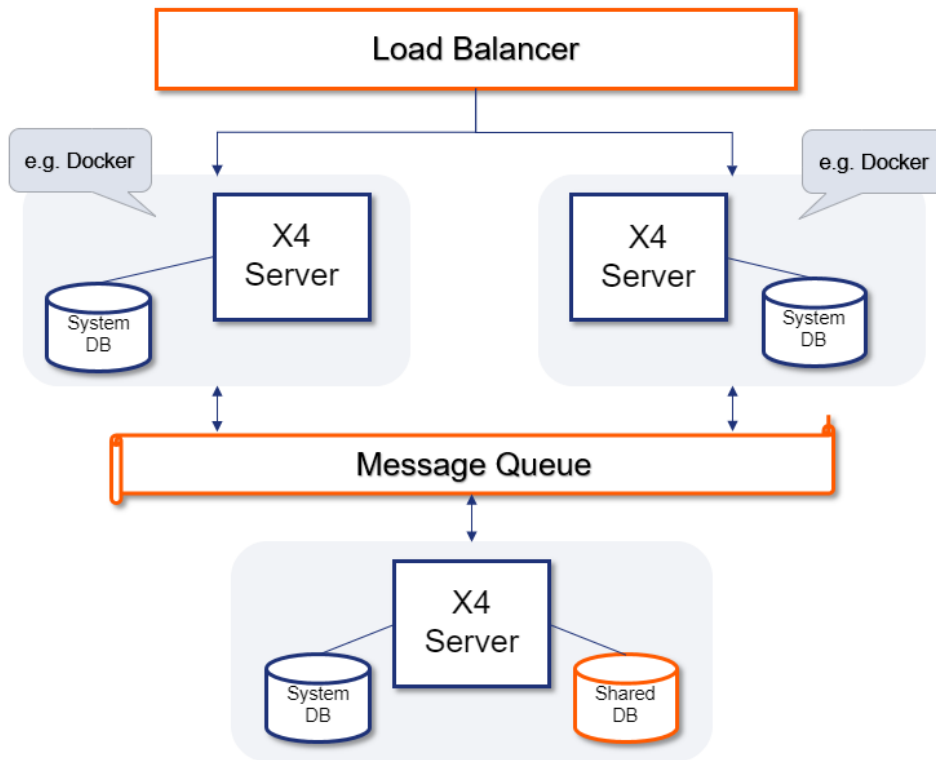 Load Balancer
e.g. Docker
e.g. Docker
X4
Server
X4
Server
System
DB
System
DB
Message Queue
X4
Server
System
DB
Shared
DB